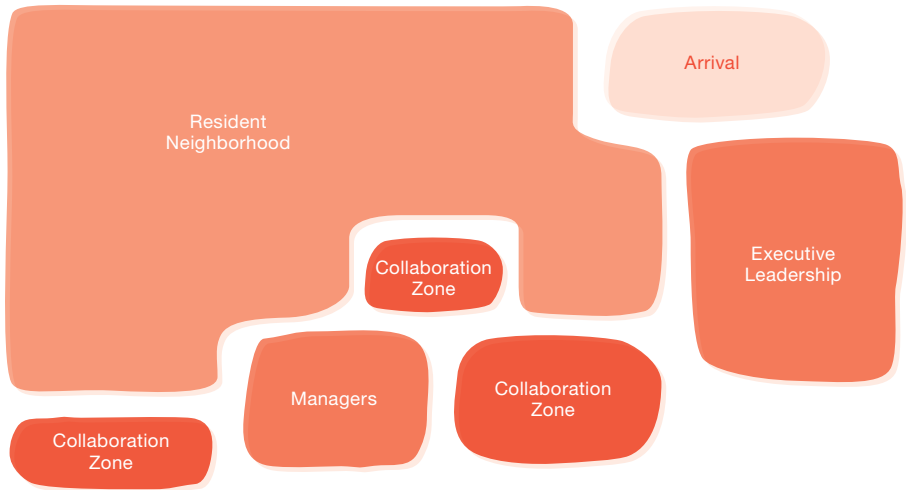 Arrival
Resident
Neighborhood
Executive
Leadership
Collaboration
Zone
Managers
Collaboration
Zone
Collaboration
Zone